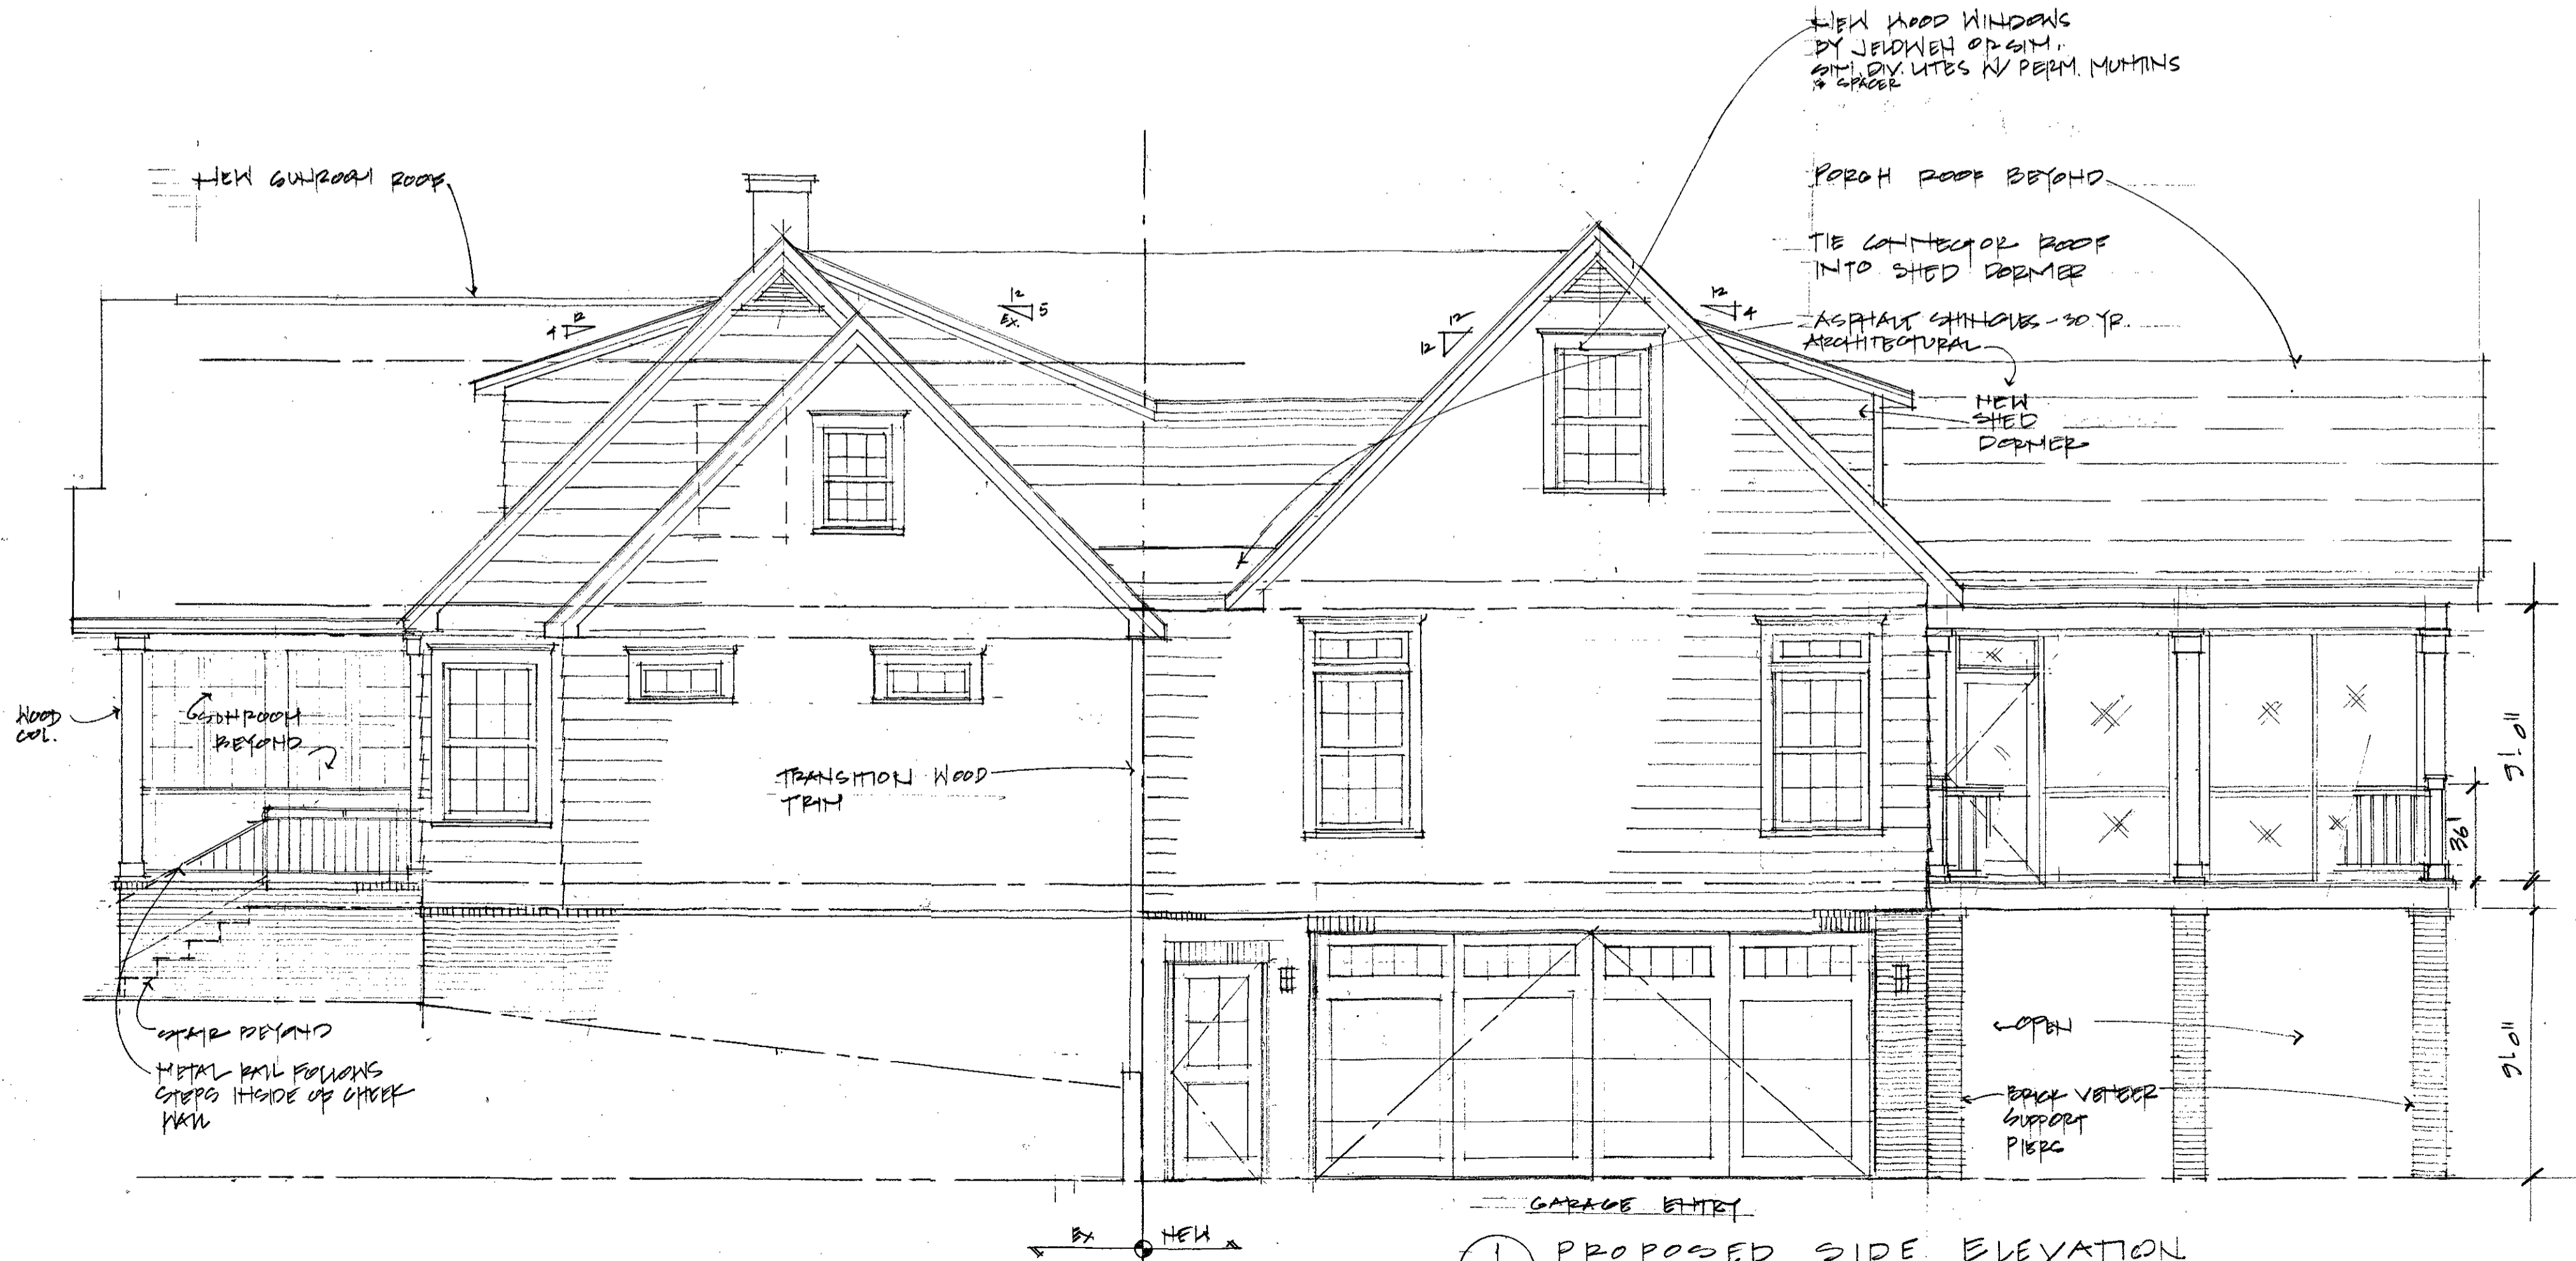 NEW WOOD WINDOWS
BY JELDWEN OR SIM.
SIM. DIV. LITES W/ PERM. MUNTINS
& SPACER
NEW SUNROOM ROOF
PORCH ROOF BEYOND
TIE CONNECTOR ROOF
INTO SHED DORMER
12
4
12
EX.
5
12
12
12
4
ASPHALT SHINGLES - 30 YR.
ARCHITECTURAL
NEW
SHED
DORMER
WOOD
COL.
SUNROOM
BEYOND
TRANSITION WOOD
TRIM
9'-0"
36"
STAIR BEYOND
METAL RAIL FOLLOWS
STEPS INSIDE OF CHEEK
WALL
OPEN
9'-0"
BRICK VENEER
SUPPORT
PIERS
GARAGE ENTRY
EX NEW
1 PROPOSED SIDE ELEVATION